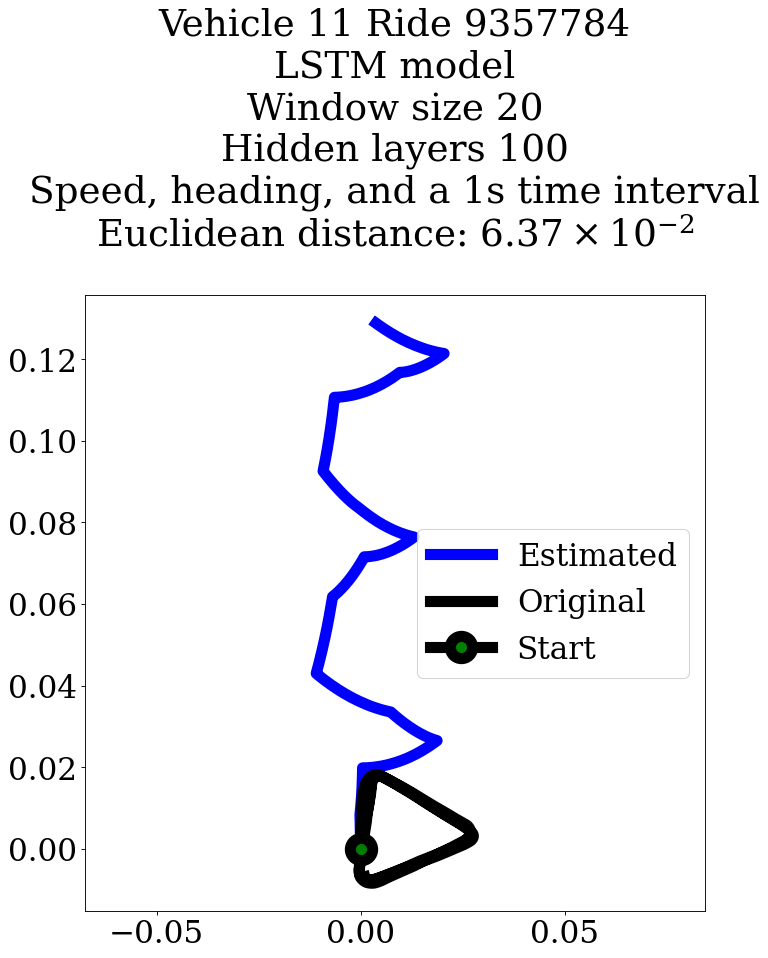 Vehicle 11 Ride 9357784
LSTM model
Window size 20
Hidden layers 100
Speed, heading, and a 1s time interval
Euclidean distance: 6.37 × 10⁻²
0.12
0.10
0.08
0.06
0.04
0.02
0.00
Estimated
Original
Start
−0.05 0.00 0.05